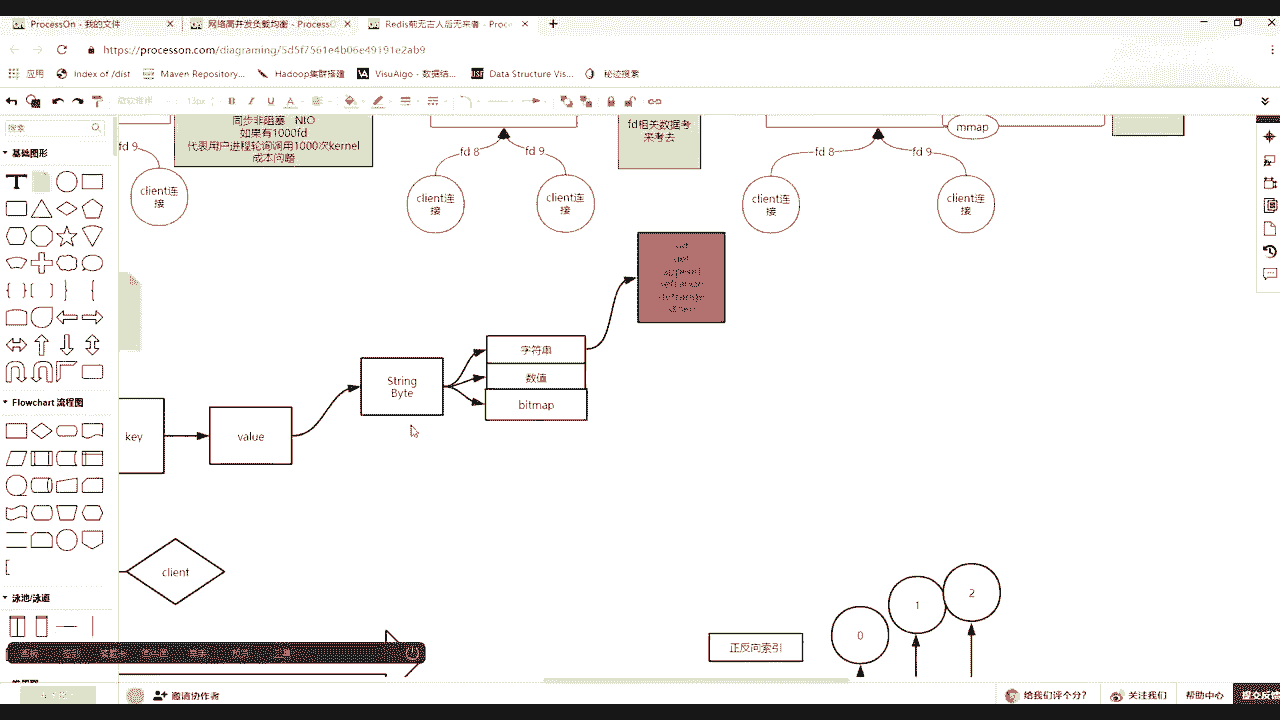 ProcessOn - 我的文件
网络高并发负载均衡 - ProcessO
Redis前无古人后无来者 - Proce
https://processon.com/diagraming/5d5f7561e4b06e49191e2ab9
应用
Index of /dist
Maven Repository...
Hadoop集群搭建
VisuAlgo - 数据结...
Data Structure Vis...
秘迹搜索
13px
B
I
U
A
搜索
基础图形
T
Flowchart 流程图
泳池/泳道
同步非阻塞 NIO
如果有1000fd
代表用户进程轮询调用1000次kernel
成本问题
fd 9
client连
接
fd 8
fd 9
client连
接
client连
接
fd相关数据考
来考去
mmap
fd 8
fd 9
client连
接
client连
接
key
value
String
Byte
字符串
数值
bitmap
client
正反向索引
0
1
2
邀请协作者
给我们评个分?
关注我们
帮助中心
提交反馈